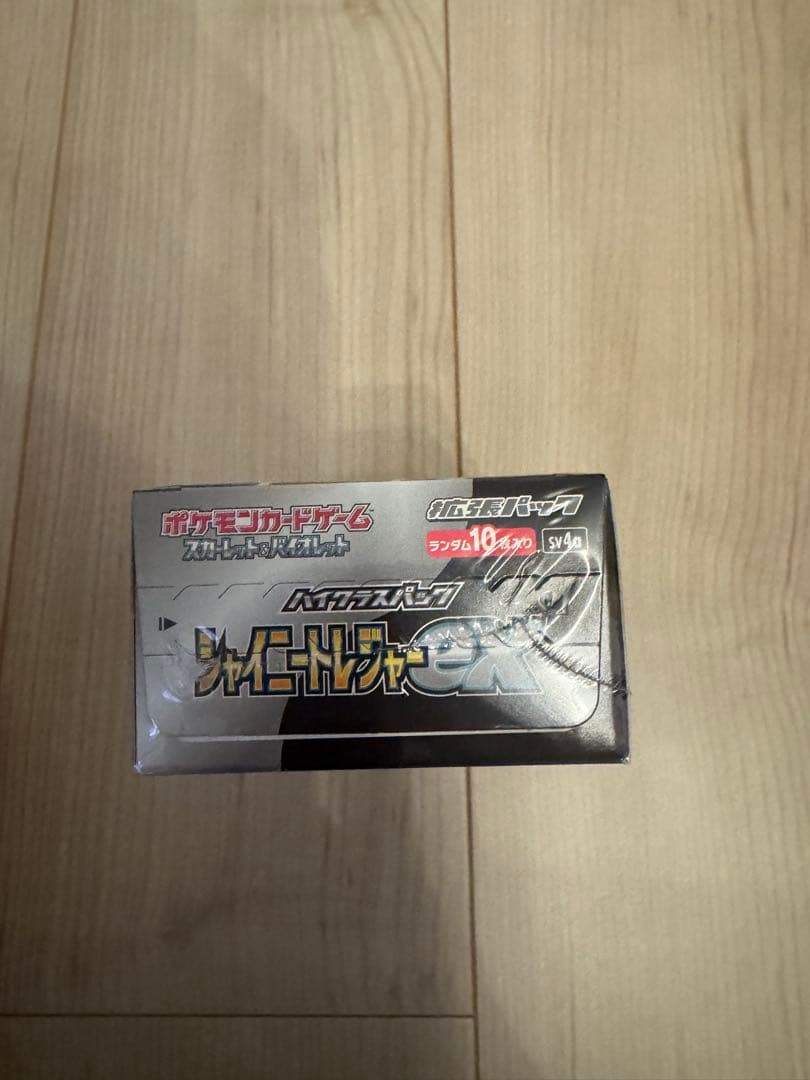 ポケモンカードゲーム
スカーレット&バイオレット
拡張パック
ランダム10枚入り
SV4a
ハイクラスパック
シャイニートレジャーex